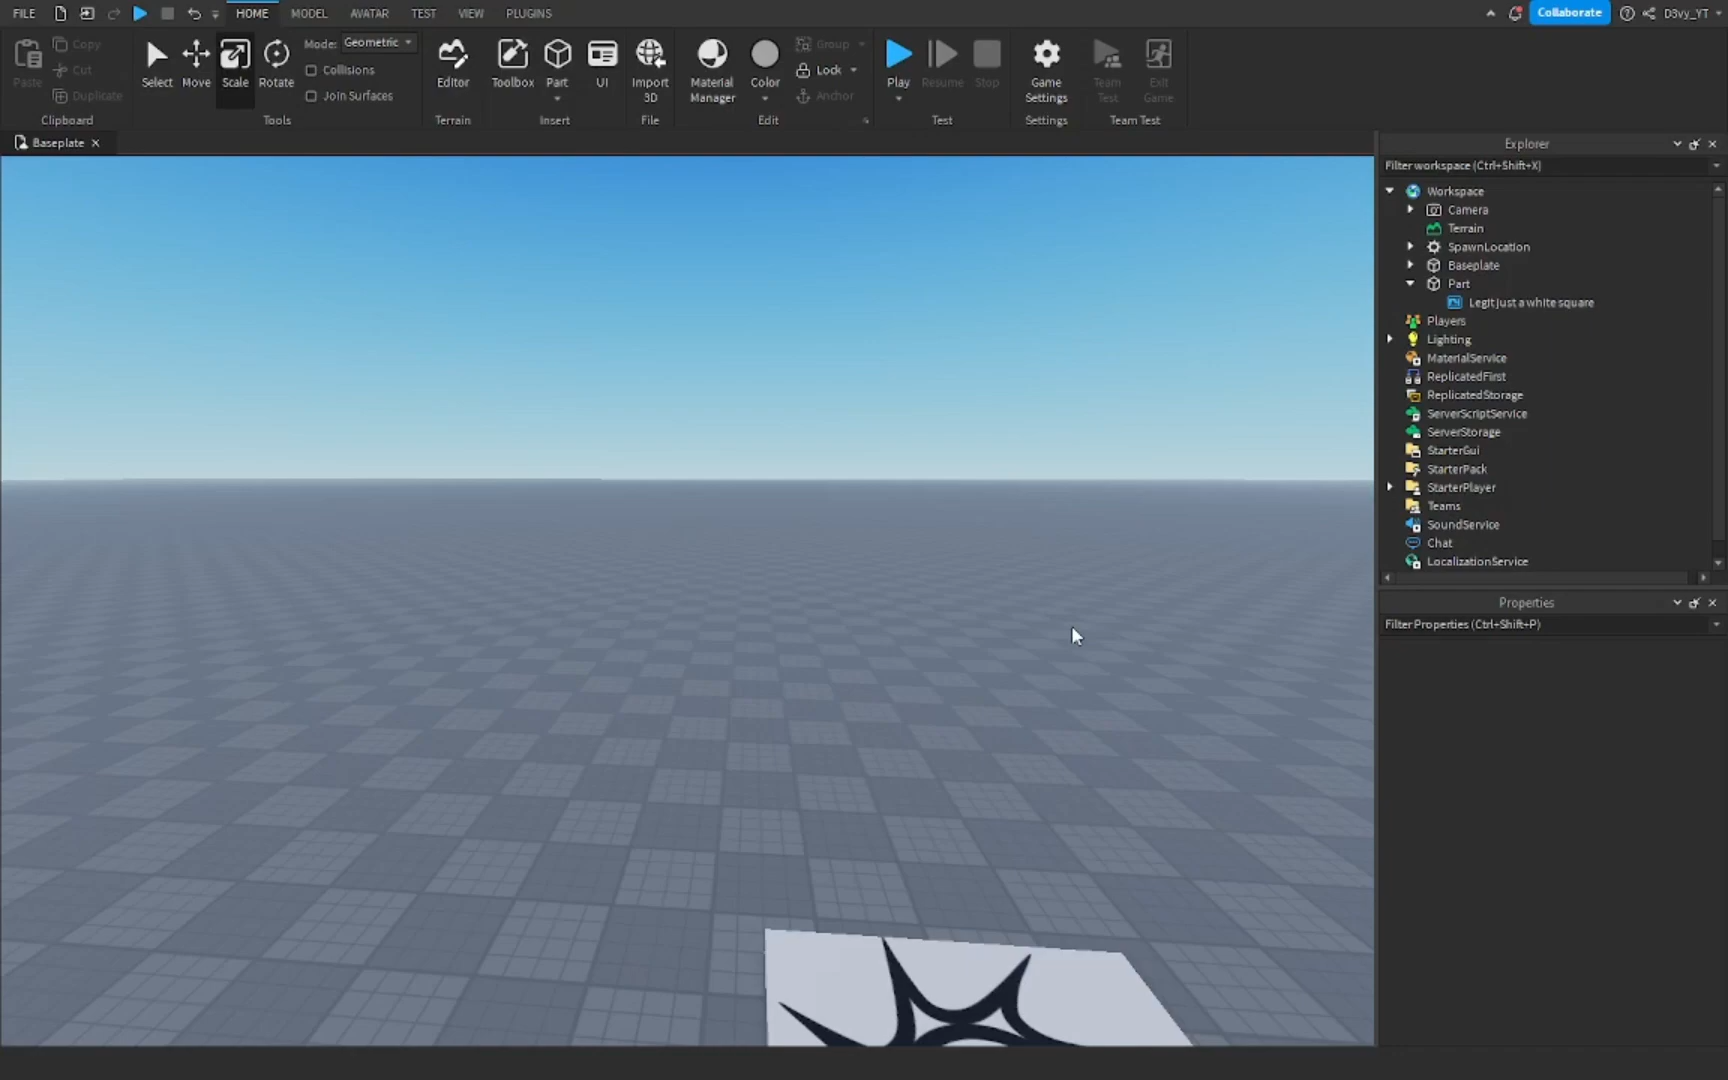 FILE HOME MODEL AVATAR TEST VIEW PLUGINS Collaborate D3vy_YT
Paste Copy Cut Duplicate Clipboard
Select Move Scale Rotate Mode: Geometric Collisions Join Surfaces Tools
Editor Terrain
Toolbox Part UI Insert
Import 3D File
Material Manager Color Group Lock Anchor Edit
Play Resume Stop Test
Game Settings Settings
Team Test Exit Game Team Test
Baseplate
Explorer
Filter workspace (Ctrl+Shift+X)
Workspace
Camera
Terrain
SpawnLocation
Baseplate
Part
Legit just a white square
Players
Lighting
MaterialService
ReplicatedFirst
ReplicatedStorage
ServerScriptService
ServerStorage
StarterGui
StarterPack
StarterPlayer
Teams
SoundService
Chat
LocalizationService
Properties
Filter Properties (Ctrl+Shift+P)